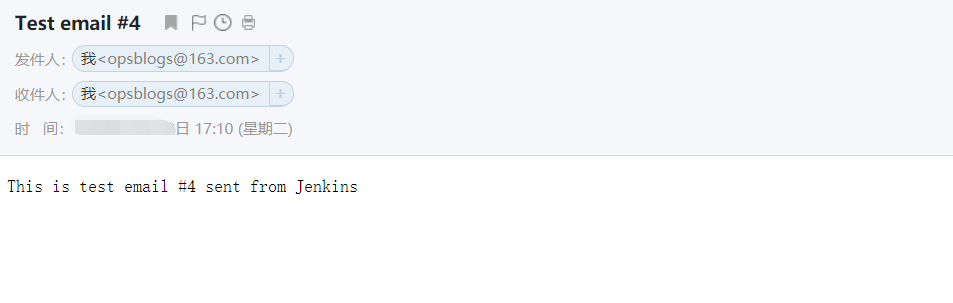 Test email #4
发件人: 我<opsblogs@163.com> +
收件人: 我<opsblogs@163.com> +
时 间: 日 17:10 (星期二)
This is test email #4 sent from Jenkins